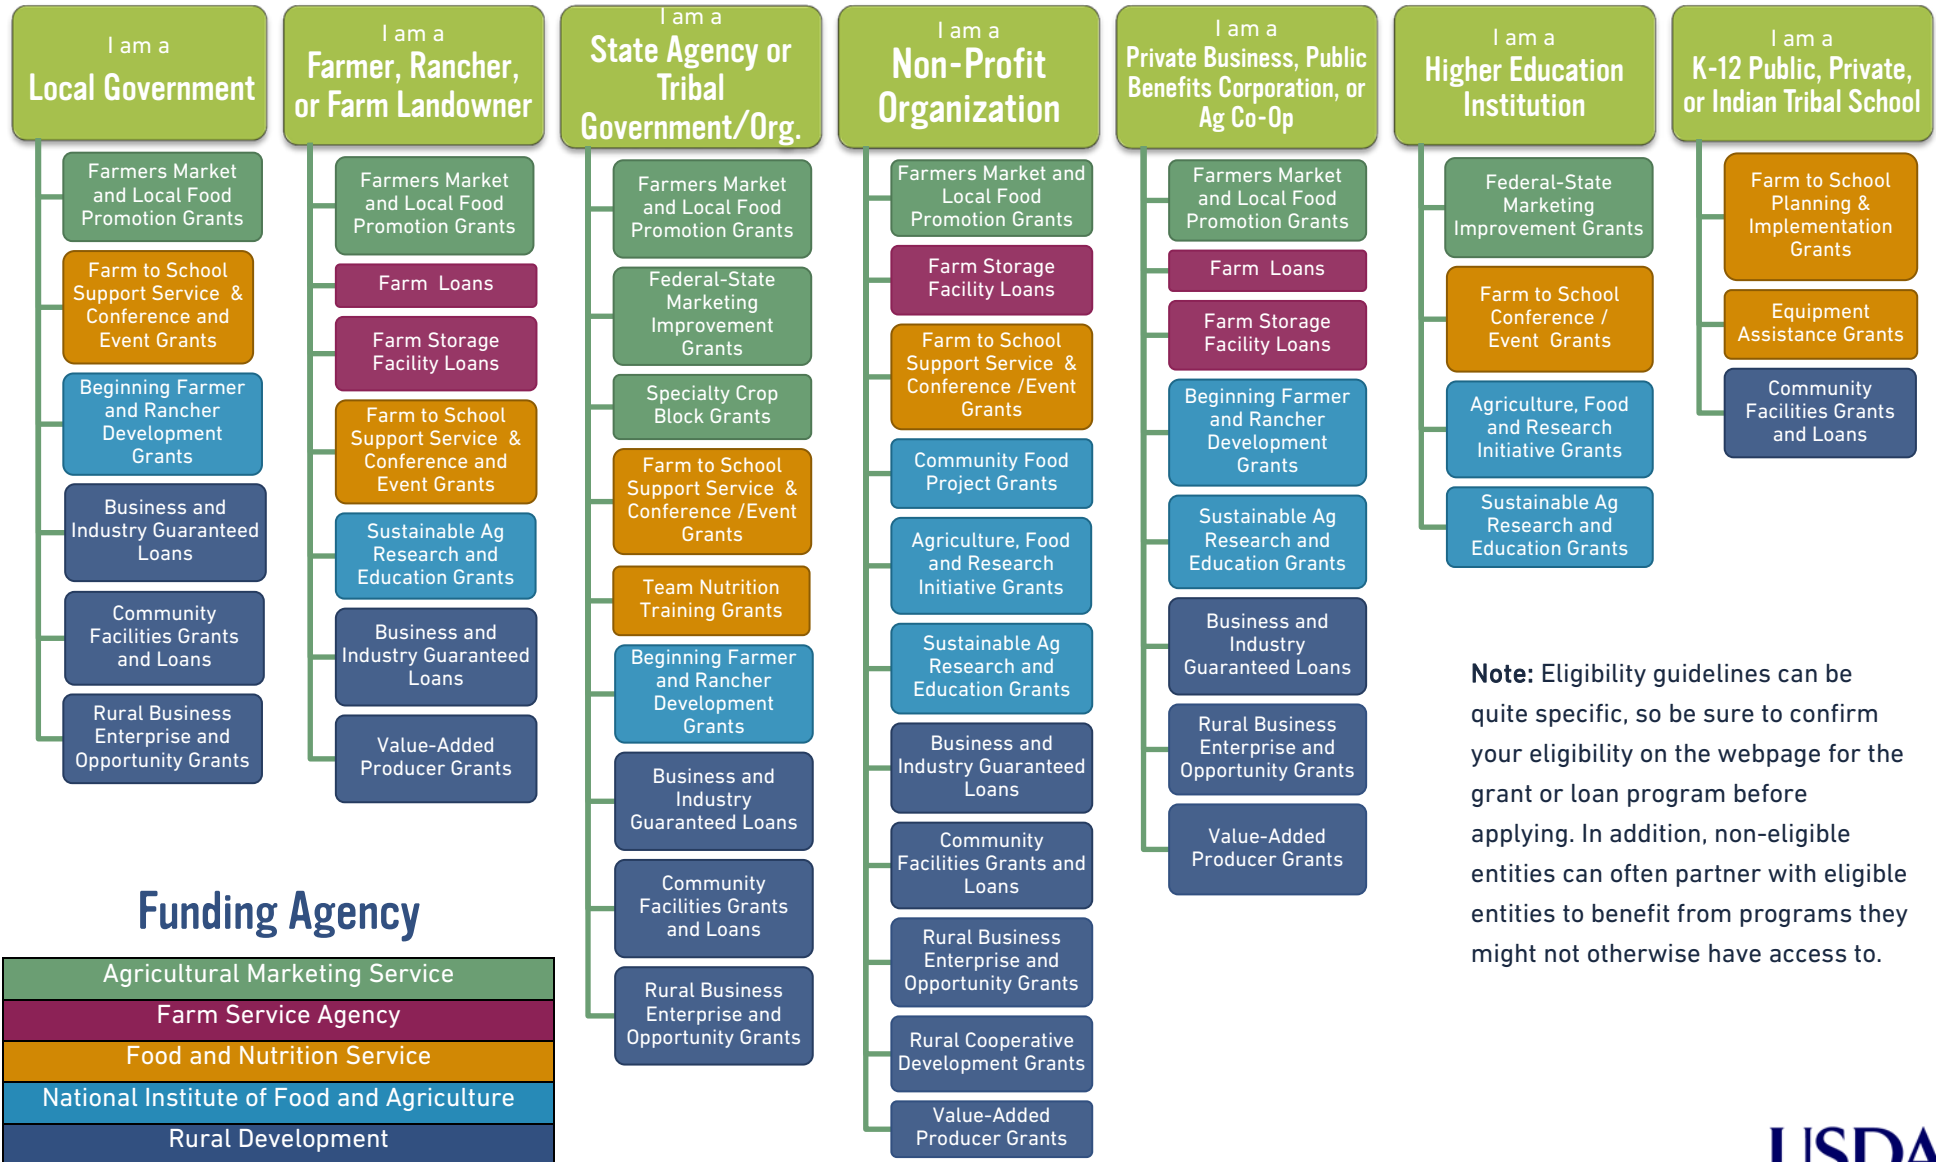 I am a
Local Government
Farmers Market
and Local Food
Promotion Grants
Farm to School
Support Service &
Conference and
Event Grants
Beginning Farmer
and Rancher
Development
Grants
Business and
Industry Guaranteed
Loans
Community
Facilities Grants
and Loans
Rural Business
Enterprise and
Opportunity Grants
I am a
Farmer, Rancher,
or Farm Landowner
Farmers Market
and Local Food
Promotion Grants
Farm Loans
Farm Storage
Facility Loans
Farm to School
Support Service &
Conference and
Event Grants
Sustainable Ag
Research and
Education Grants
Business and
Industry Guaranteed
Loans
Value-Added
Producer Grants
I am a
State Agency or
Tribal
Government/Org.
Farmers Market
and Local Food
Promotion Grants
Federal-State
Marketing
Improvement
Grants
Specialty Crop
Block Grants
Farm to School
Support Service &
Conference /Event
Grants
Team Nutrition
Training Grants
Beginning Farmer
and Rancher
Development
Grants
Business and
Industry
Guaranteed Loans
Community
Facilities Grants
and Loans
Rural Business
Enterprise and
Opportunity Grants
I am a
Non-Profit
Organization
Farmers Market and
Local Food
Promotion Grants
Farm Storage
Facility Loans
Farm to School
Support Service &
Conference /Event
Grants
Community Food
Project Grants
Agriculture, Food
and Research
Initiative Grants
Sustainable Ag
Research and
Education Grants
Business and
Industry Guaranteed
Loans
Community
Facilities Grants and
Loans
Rural Business
Enterprise and
Opportunity Grants
Rural Cooperative
Development Grants
Value-Added
Producer Grants
I am a
Private Business, Public
Benefits Corporation, or
Ag Co-Op
Farmers Market
and Local Food
Promotion Grants
Farm Loans
Farm Storage
Facility Loans
Beginning Farmer
and Rancher
Development
Grants
Sustainable Ag
Research and
Education Grants
Business and
Industry
Guaranteed Loans
Rural Business
Enterprise and
Opportunity Grants
Value-Added
Producer Grants
I am a
Higher Education
Institution
Federal-State
Marketing
Improvement Grants
Farm to School
Conference /
Event Grants
Agriculture, Food
and Research
Initiative Grants
Sustainable Ag
Research and
Education Grants
I am a
K-12 Public, Private,
or Indian Tribal School
Farm to School
Planning &
Implementation
Grants
Equipment
Assistance Grants
Community
Facilities Grants
and Loans
Note: Eligibility guidelines can be
quite specific, so be sure to confirm
your eligibility on the webpage for the
grant or loan program before
applying. In addition, non-eligible
entities can often partner with eligible
entities to benefit from programs they
might not otherwise have access to.
Funding Agency
Agricultural Marketing Service
Farm Service Agency
Food and Nutrition Service
National Institute of Food and Agriculture
Rural Development
USDA